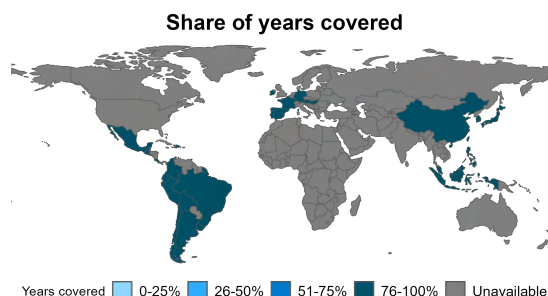 Share of years covered
Years covered 0-25% 26-50% 51-75% 76-100% Unavailable